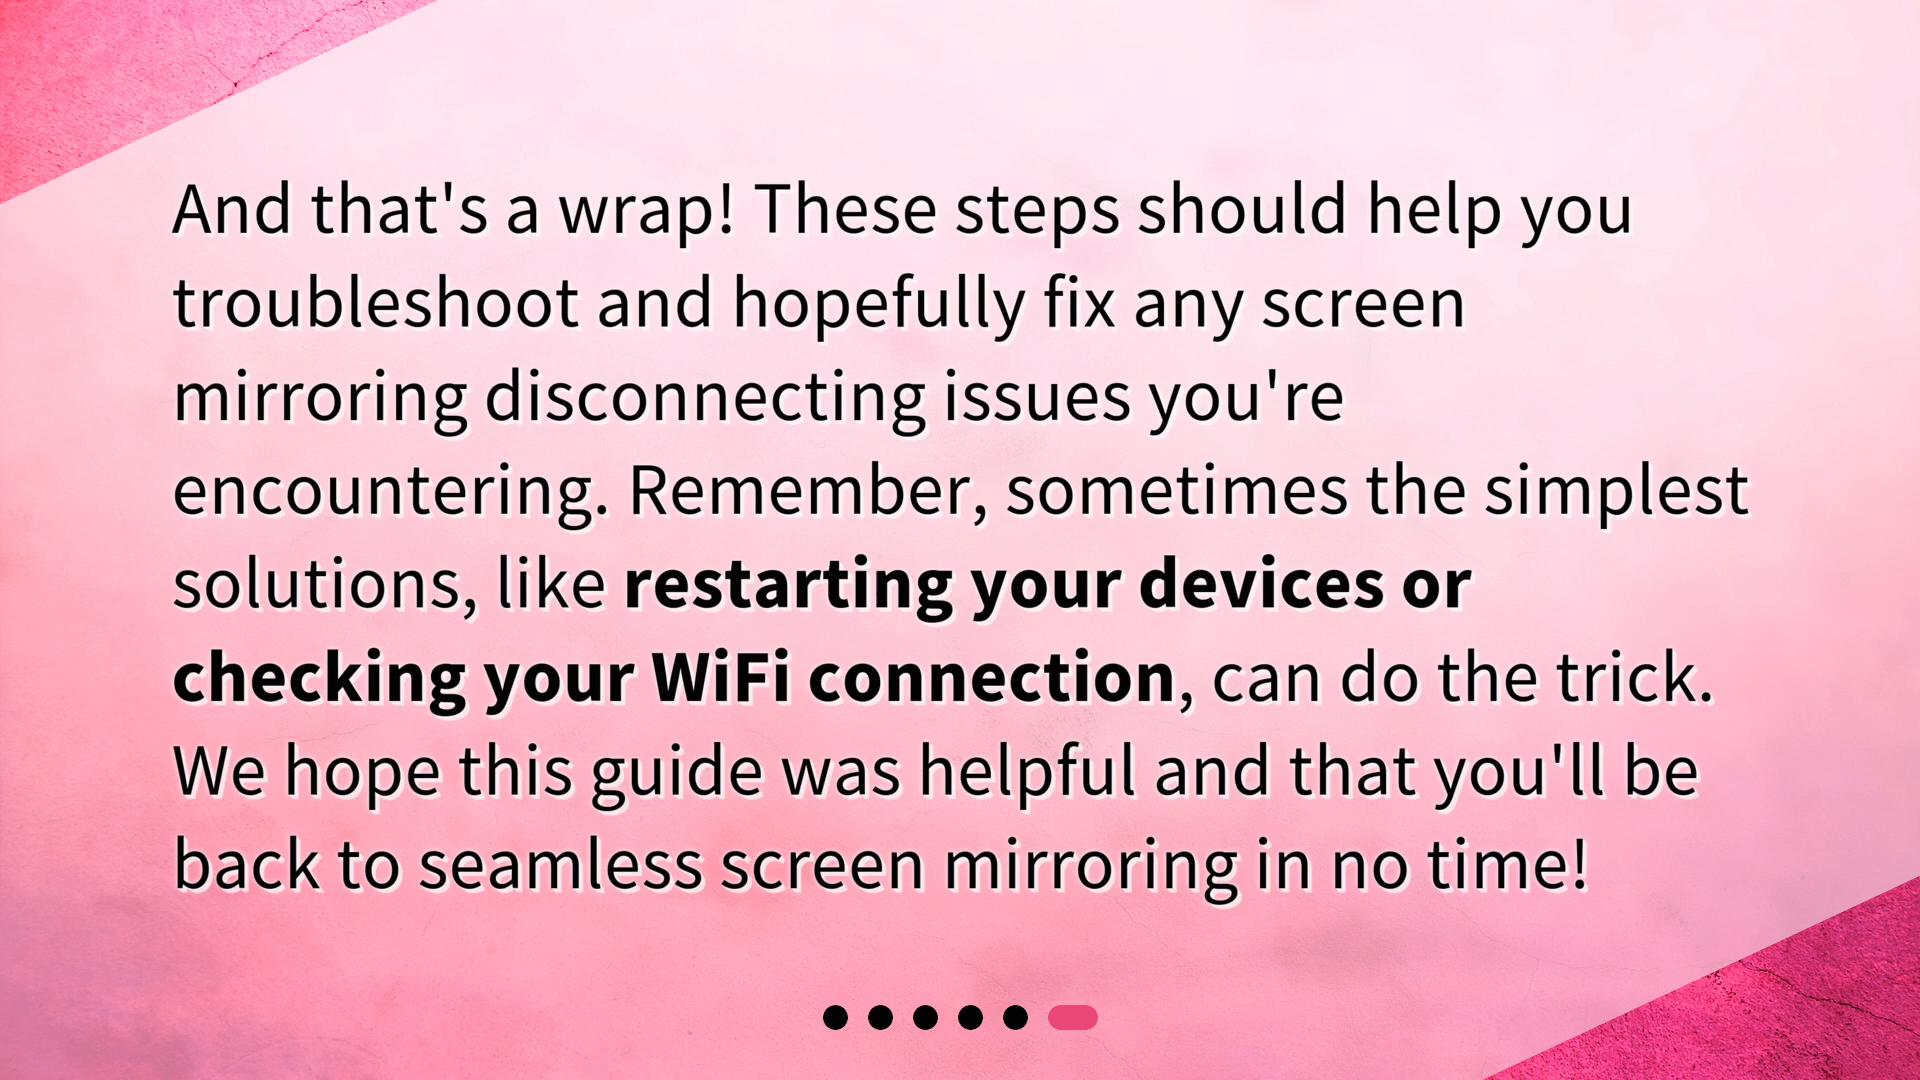 And that's a wrap! These steps should help you
troubleshoot and hopefully fix any screen
mirroring disconnecting issues you're
encountering. Remember, sometimes the simplest
solutions, like restarting your devices or
checking your WiFi connection, can do the trick.
We hope this guide was helpful and that you'll be
back to seamless screen mirroring in no time!